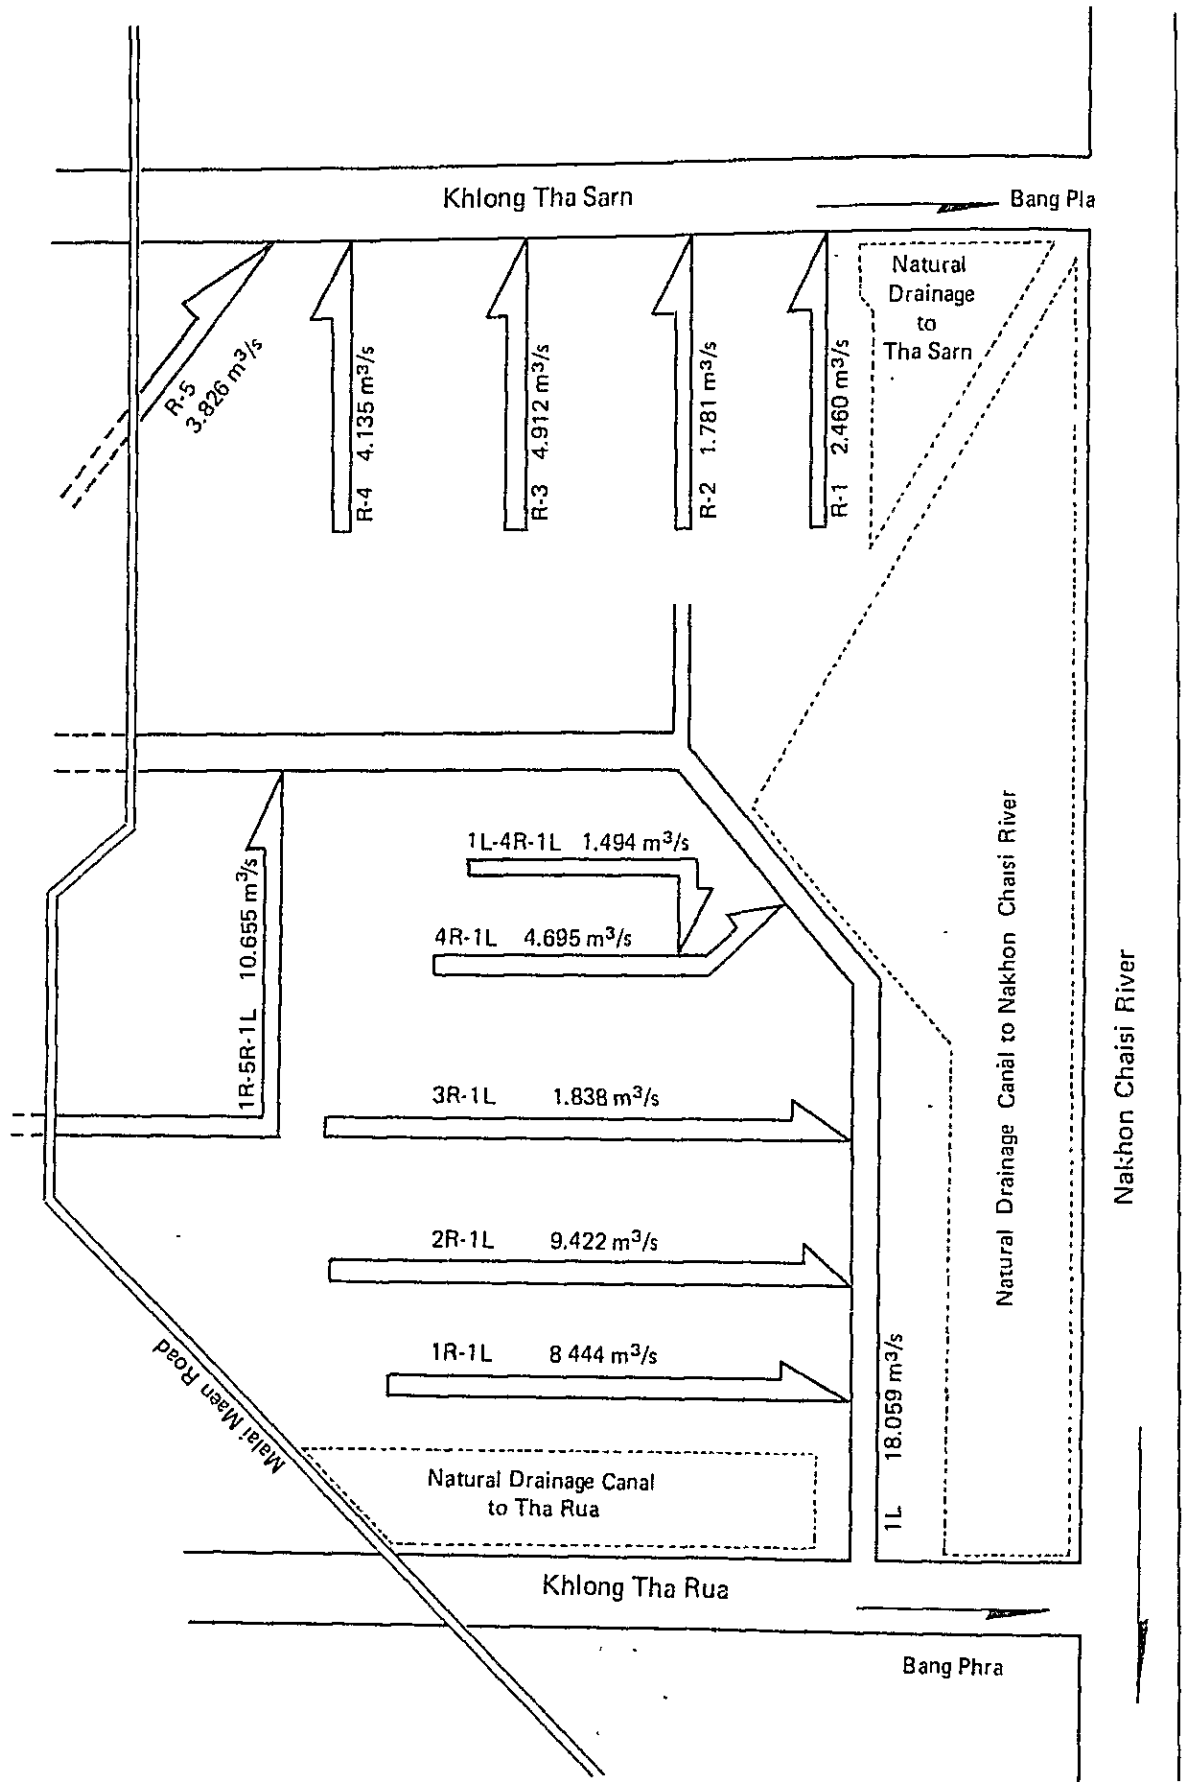 Khlong Tha Sarn
Bang Pla
Natural
Drainage
to
Tha Sarn
R-5
3.826 m³/s
R-4 4.135 m³/s
R-3 4.912 m³/s
R-2 1.781 m³/s
R-1 2.460 m³/s
1L-4R-1L 1.494 m³/s
4R-1L 4.695 m³/s
1R-5R-1L 10.655 m³/s
3R-1L 1.838 m³/s
2R-1L 9.422 m³/s
1R-1L 8 444 m³/s
1L 18.059 m³/s
Natural Drainage Canal to Nakhon Chaisi River
Nakhon Chaisi River
Malai Maen Road
Natural Drainage Canal
to Tha Rua
Khlong Tha Rua
Bang Phra